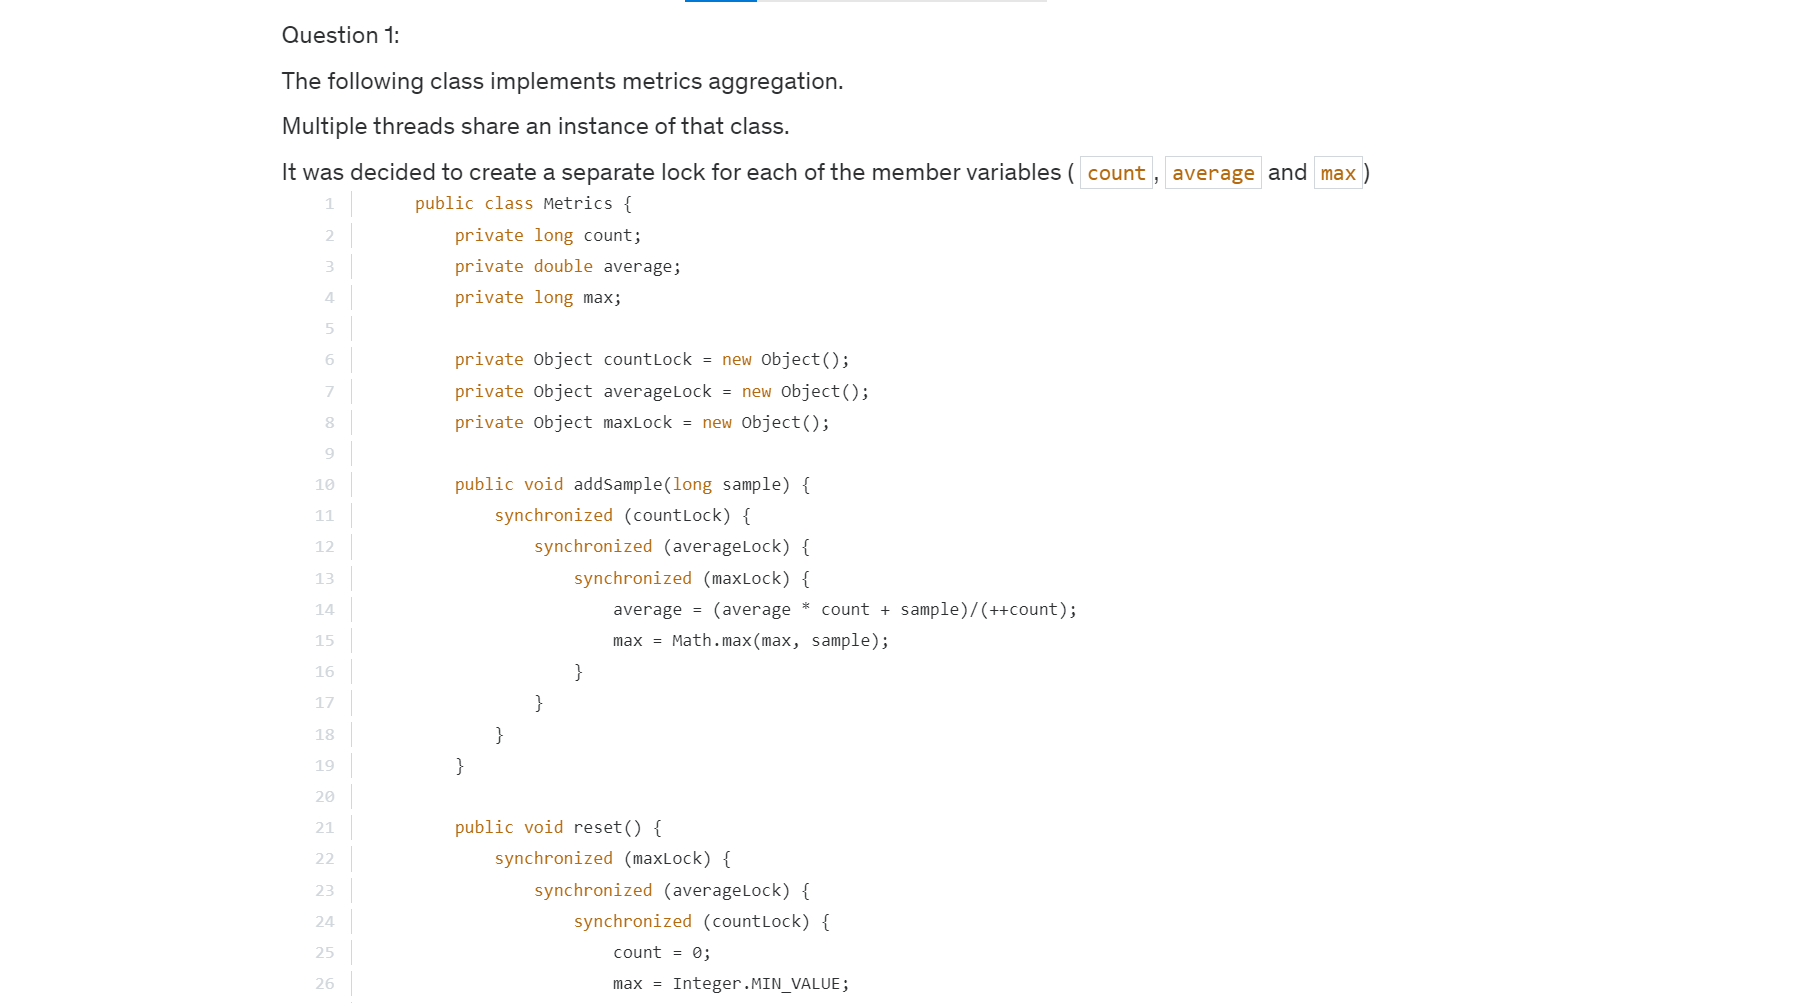 Question 1:
The following class implements metrics aggregation.
Multiple threads share an instance of that class.
It was decided to create a separate lock for each of the member variables ( count , average and max )
1 public class Metrics {
2 private long count;
3 private double average;
4 private long max;
5
6 private Object countLock = new Object();
7 private Object averageLock = new Object();
8 private Object maxLock = new Object();
9
10 public void addSample(long sample) {
11 synchronized (countLock) {
12 synchronized (averageLock) {
13 synchronized (maxLock) {
14 average = (average * count + sample)/(++count);
15 max = Math.max(max, sample);
16 }
17 }
18 }
19 }
20
21 public void reset() {
22 synchronized (maxLock) {
23 synchronized (averageLock) {
24 synchronized (countLock) {
25 count = 0;
26 max = Integer.MIN_VALUE;